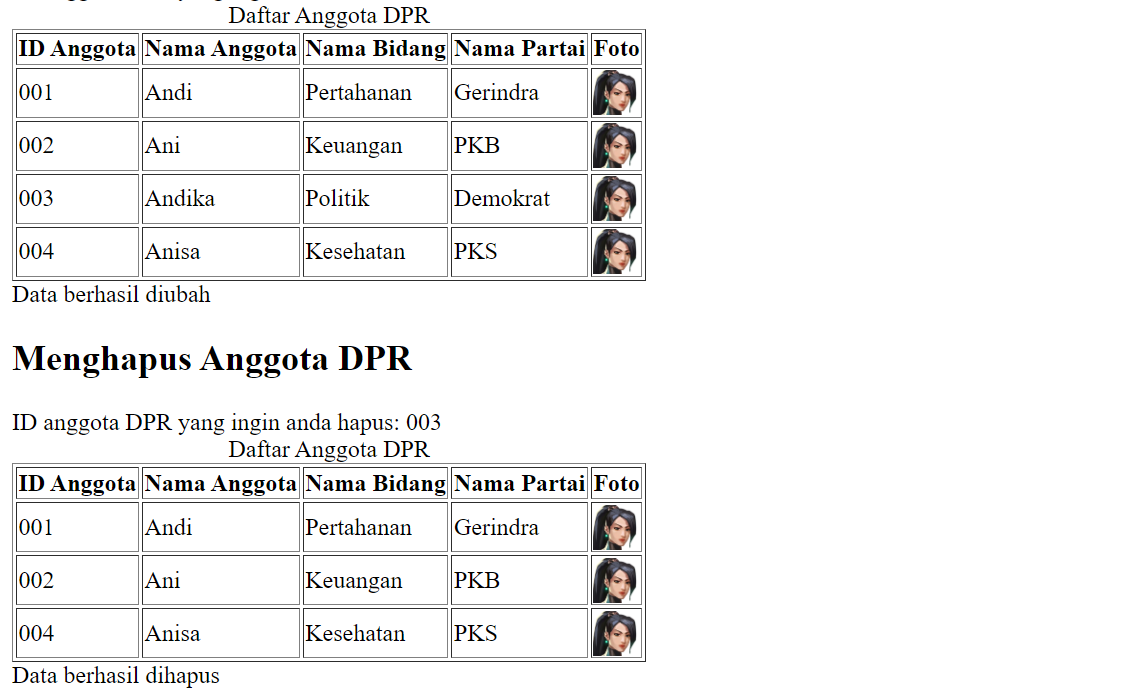 Daftar Anggota DPR
ID Anggota Nama Anggota Nama Bidang Nama Partai Foto
001 Andi Pertahanan Gerindra
002 Ani Keuangan PKB
003 Andika Politik Demokrat
004 Anisa Kesehatan PKS
Data berhasil diubah
Menghapus Anggota DPR
ID anggota DPR yang ingin anda hapus: 003
Daftar Anggota DPR
ID Anggota Nama Anggota Nama Bidang Nama Partai Foto
001 Andi Pertahanan Gerindra
002 Ani Keuangan PKB
004 Anisa Kesehatan PKS
Data berhasil dihapus